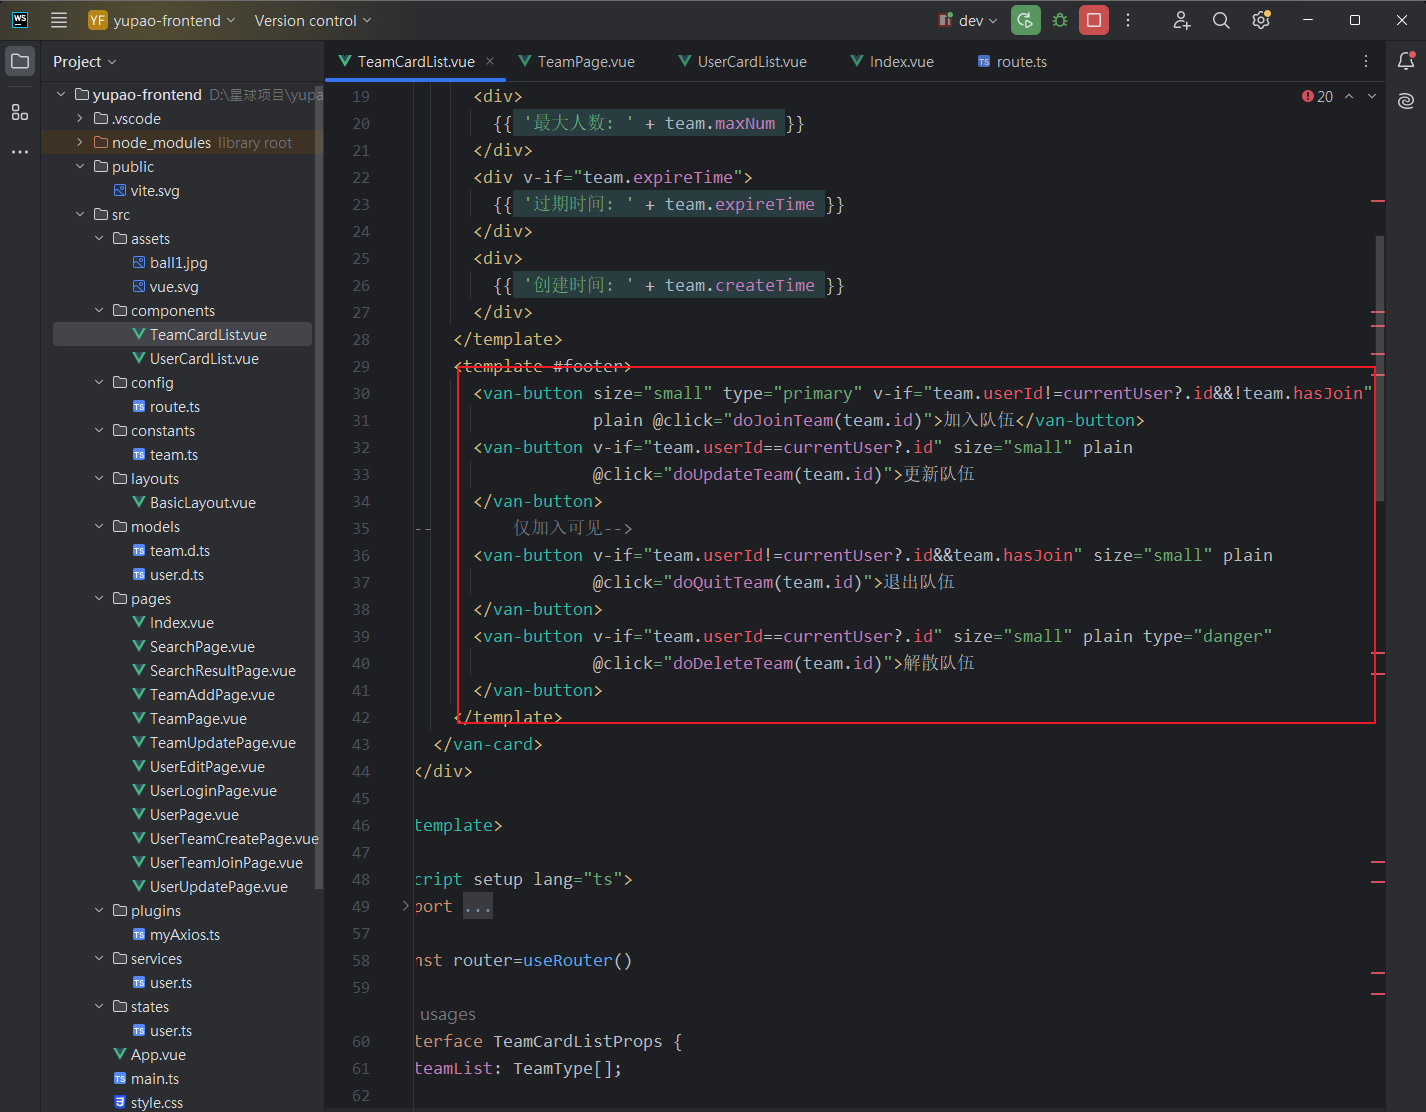 WS
YF yupao-frontend Version control dev
Project
TeamCardList.vue TeamPage.vue UserCardList.vue Index.vue TS route.ts
yupao-frontend D:\星球项目\yupa
.vscode
node_modules library root
public
vite.svg
src
assets
ball1.jpg
vue.svg
components
TeamCardList.vue
UserCardList.vue
config
TS route.ts
constants
TS team.ts
layouts
BasicLayout.vue
models
TS team.d.ts
TS user.d.ts
pages
Index.vue
SearchPage.vue
SearchResultPage.vue
TeamAddPage.vue
TeamPage.vue
TeamUpdatePage.vue
UserEditPage.vue
UserLoginPage.vue
UserPage.vue
UserTeamCreatePage.vue
UserTeamJoinPage.vue
UserUpdatePage.vue
plugins
TS myAxios.ts
services
TS user.ts
states
TS user.ts
App.vue
TS main.ts
style.css
20
19 <div>
20 {{ '最大人数: ' + team.maxNum }}
21 </div>
22 <div v-if="team.expireTime">
23 {{ '过期时间: ' + team.expireTime }}
24 </div>
25 <div>
26 {{ '创建时间: ' + team.createTime }}
27 </div>
28 </template>
29 <template #footer>
30 <van-button size="small" type="primary" v-if="team.userId!=currentUser?.id&&!team.hasJoin"
31 plain @click="doJoinTeam(team.id)">加入队伍</van-button>
32 <van-button v-if="team.userId==currentUser?.id" size="small" plain
33 @click="doUpdateTeam(team.id)">更新队伍
34 </van-button>
35 -- 仅加入可见-->
36 <van-button v-if="team.userId!=currentUser?.id&&team.hasJoin" size="small" plain
37 @click="doQuitTeam(team.id)">退出队伍
38 </van-button>
39 <van-button v-if="team.userId==currentUser?.id" size="small" plain type="danger"
40 @click="doDeleteTeam(team.id)">解散队伍
41 </van-button>
42 </template>
43 </van-card>
44 </div>
45
46 template>
47
48 cript setup lang="ts">
49 port ...
57
58 nst router=useRouter()
59
usages
60 terface TeamCardListProps {
61 teamList: TeamType[];
62